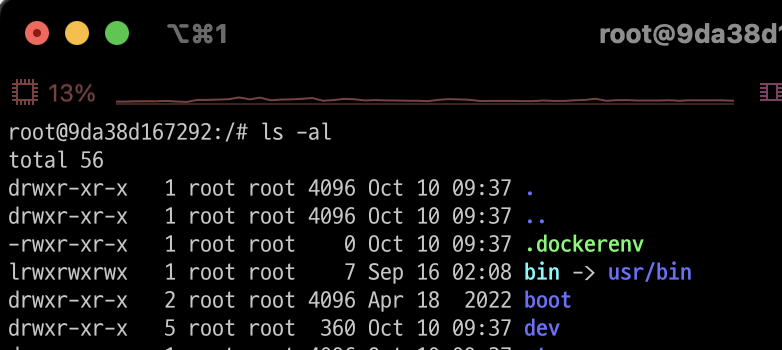 ⌥⌘1 root@9da38d1
13%
root@9da38d167292:/# ls -al
total 56
drwxr-xr-x   1 root root 4096 Oct 10 09:37 .
drwxr-xr-x   1 root root 4096 Oct 10 09:37 ..
-rwxr-xr-x   1 root root    0 Oct 10 09:37 .dockerenv
lrwxrwxrwx   1 root root    7 Sep 16 02:08 bin -> usr/bin
drwxr-xr-x   2 root root 4096 Apr 18  2022 boot
drwxr-xr-x   5 root root  360 Oct 10 09:37 dev